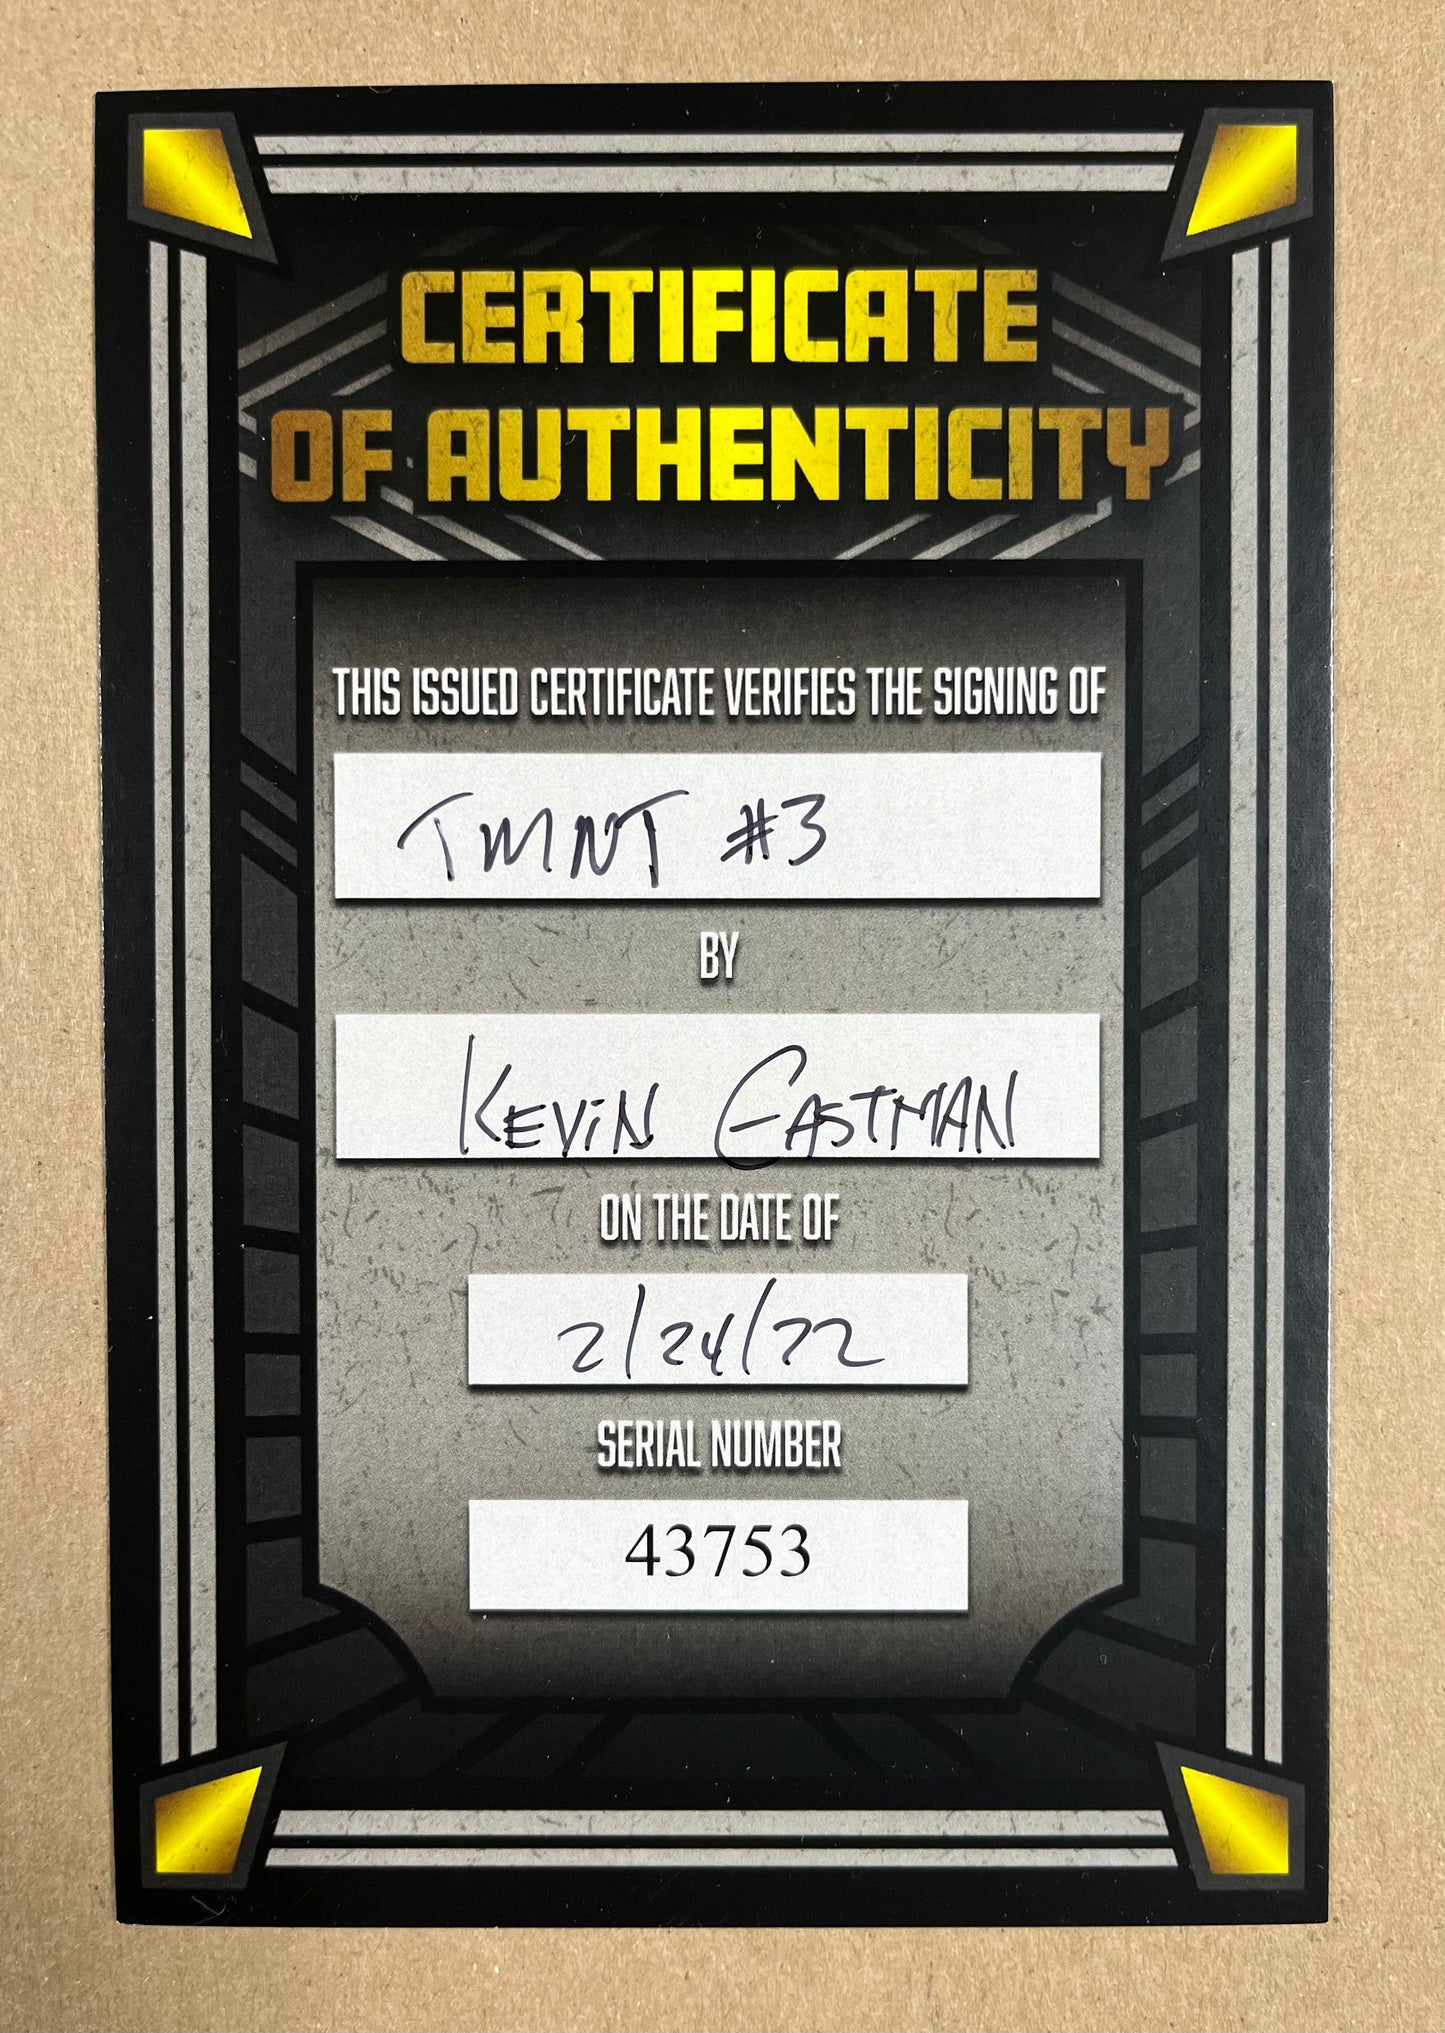 CERTIFICATE
OF AUTHENTICITY
THIS ISSUED CERTIFICATE VERIFIES THE SIGNING OF
TMNT #3
BY
KEVIN EASTMAN
ON THE DATE OF
2/24/22
SERIAL NUMBER
43753